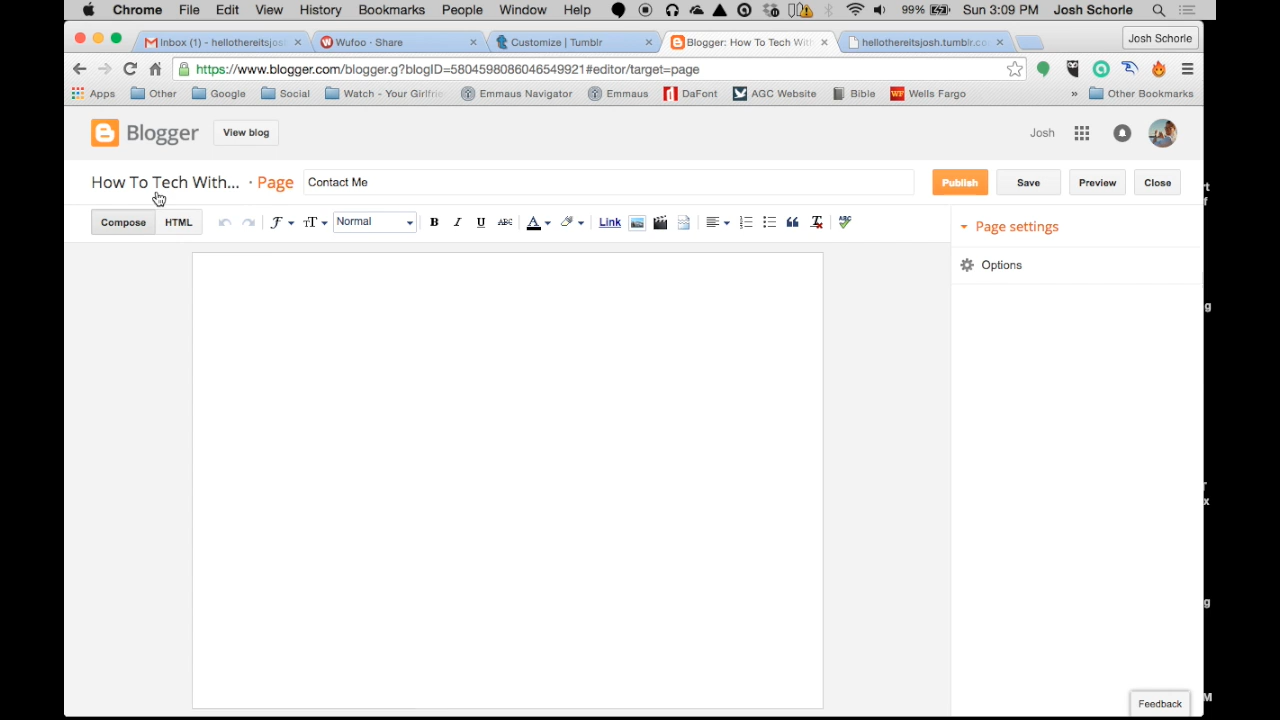 Chrome File Edit View History Bookmarks People Window Help 99% Sun 3:09 PM Josh Schorle
Inbox (1) - hellothereitsjos Wufoo · Share Customize | Tumblr Blogger: How To Tech With hellothereitsjosh.tumblr.co Josh Schorle
https://www.blogger.com/blogger.g?blogID=5804598086046549921#editor/target=page
Apps Other Google Social Watch - Your Girlfrie Emmaus Navigator Emmaus DaFont AGC Website Bible WF Wells Fargo » Other Bookmarks
Blogger View blog Josh
How To Tech With... · Page Contact Me Publish Save Preview Close
Compose HTML Normal B I U ABC A Link ABC Page settings
Options
Feedback